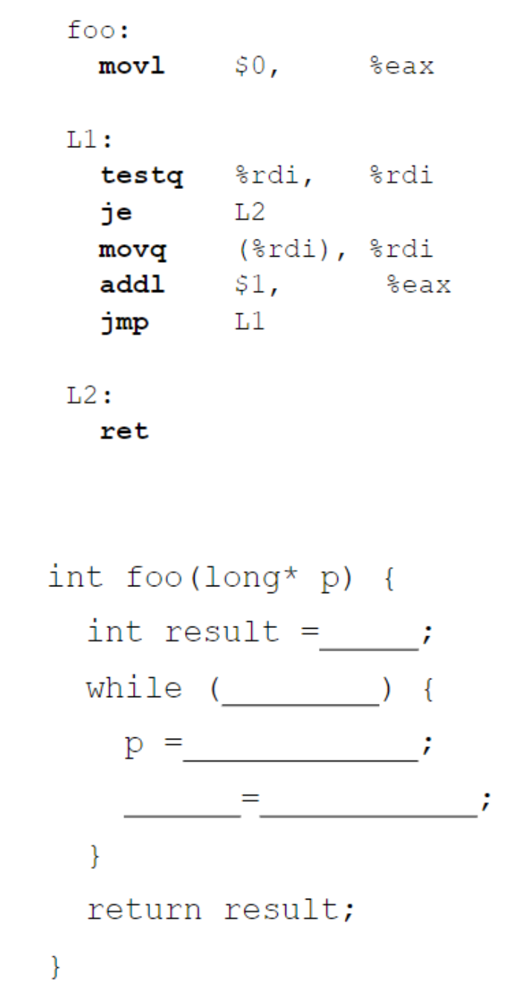 foo:
movl $0, %eax
L1:
testq %rdi, %rdi
je L2
movq (%rdi), %rdi
addl $1, %eax
jmp L1
L2:
ret
int foo(long* p) {
int result =_____;
while (________) {
p =____________;
______=___________;
}
return result;
}